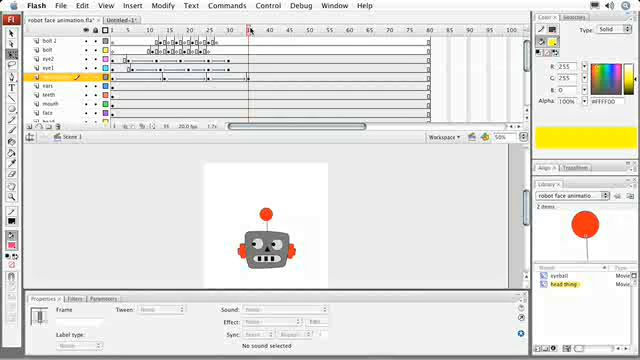 Flash File Edit View Insert Modify Text Commands Control Debug Window Help
robot face animation.fla* Untitled-1*
5 10 15 20 25 30 40 45 50 55 60 65 70 75 80 85 90 95 100
bolt 2
bolt
eye2
eye1
ears
teeth
mouth
face
35 20.0 fps 1.7s
Scene 1 Workspace 50%
Properties Filters Parameters
Frame Tween: None Sound: None
Effect: None Edit...
Label type: Sync: Event Repeat 1
None No sound selected
Color Swatches
Type: Solid
R: 255
G: 255
B: 0
Alpha: 100% #FFFF00
Align Transform
Library
robot face animatio...
2 items
Name
eyeball Movie
head thing Movie